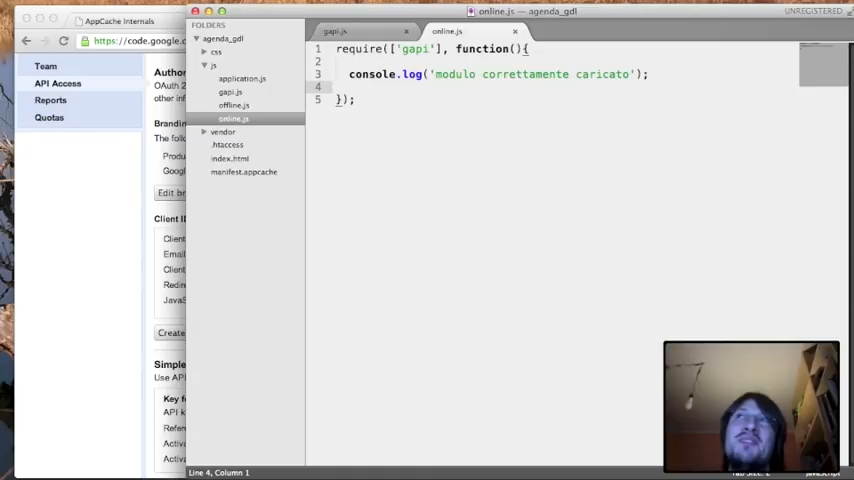 AppCache Internals
https://code.google.c
Team
API Access
Reports
Quotas
Author
OAuth 2
other inf
Brandin
The follo
Produ
Googl
Edit br
Client ID
Client
Email
Client
Redire
JavaS
Create
Simple
Use API
Key fo
API k
Refer
Activa
Activa
online.js — agenda_gdl
UNREGISTERED
FOLDERS
agenda_gdl
css
js
application.js
gapi.js
offline.js
online.js
vendor
.htaccess
index.html
manifest.appcache
gapi.js
online.js
1 require(['gapi'], function(){
2
3 console.log('modulo correttamente caricato');
4
5 });
Line 4, Column 1